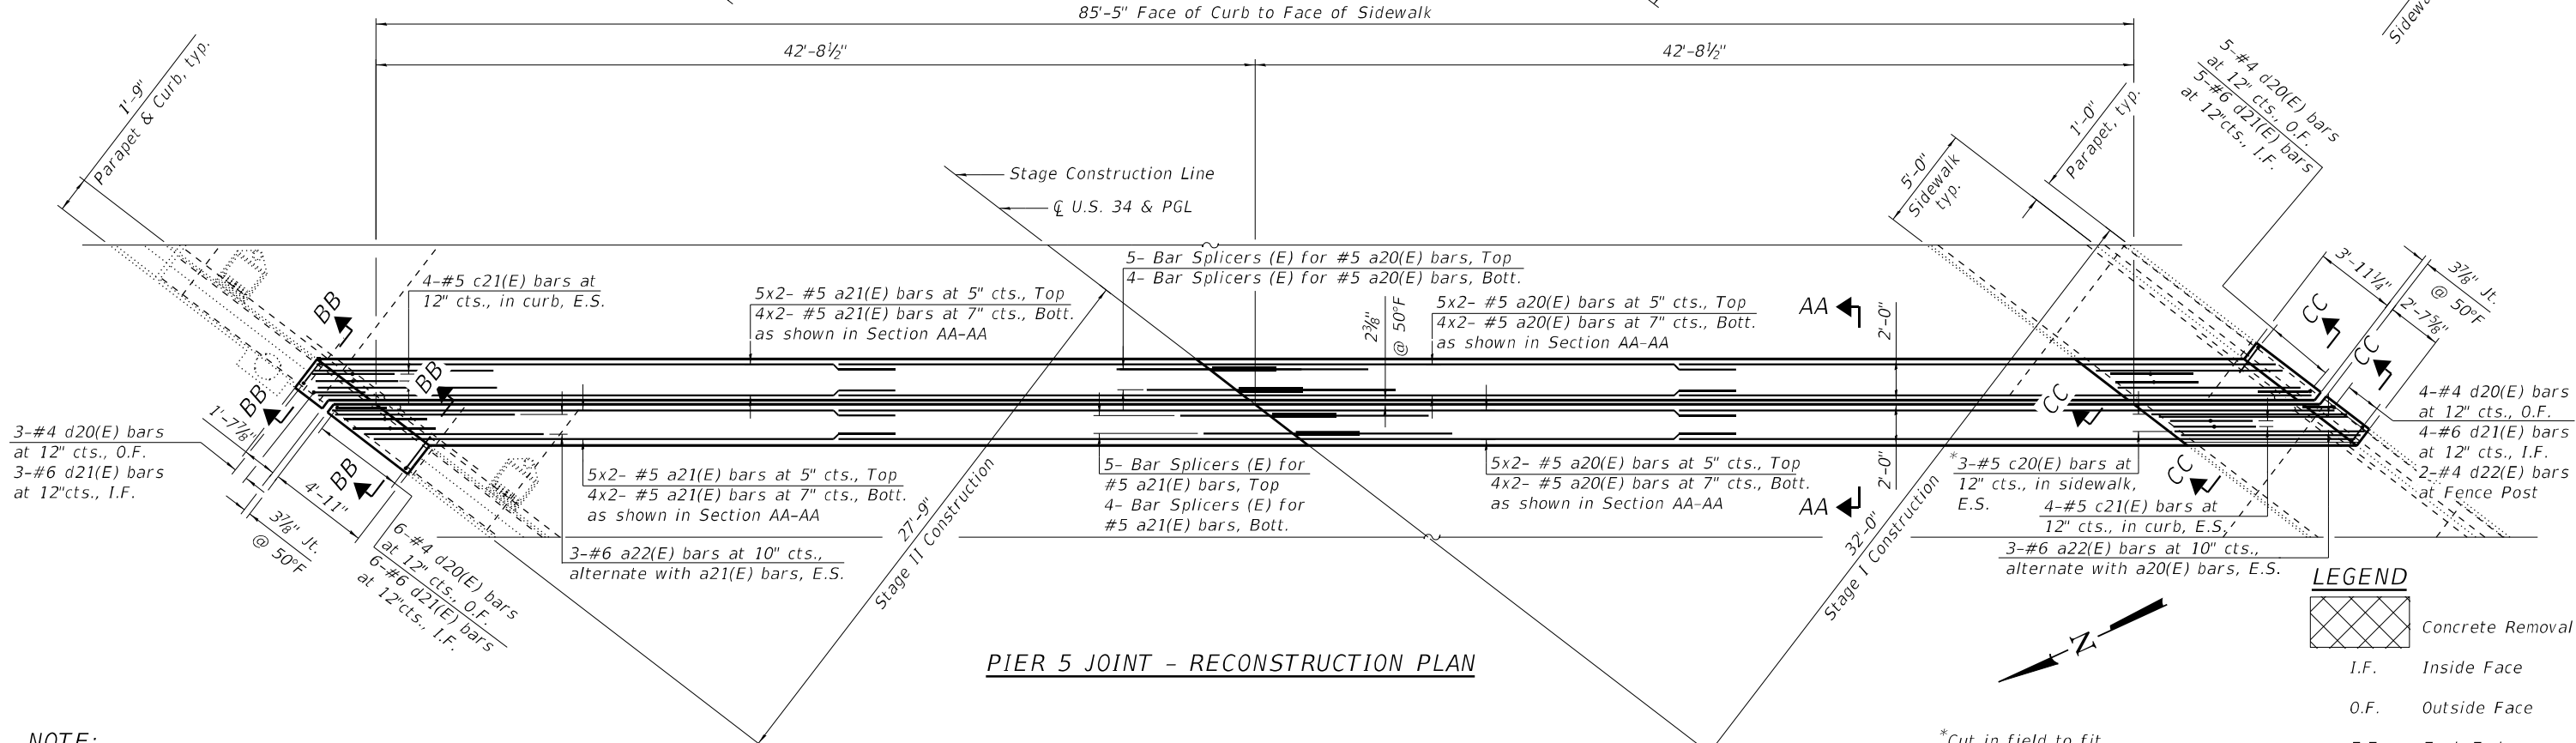 85'-5" Face of Curb to Face of Sidewalk
42'-8½"
42'-8½"
1'-9"
Parapet & Curb, typ.
Stage Construction Line
℄ U.S. 34 & PGL
5'-0"
Sidewalk
typ.
1'-0"
Parapet, typ.
5-#4 d20(E) bars
at 12" cts., O.F.
5-#6 d21(E) bars
at 12"cts., I.F.
3'-11¼"
3⅞" Jt.
@ 50°F
2'-7⅝"
BB
BB
BB
BB
4-#5 c21(E) bars at
12" cts., in curb, E.S.
5x2- #5 a21(E) bars at 5" cts., Top
4x2- #5 a21(E) bars at 7" cts., Bott.
as shown in Section AA-AA
5- Bar Splicers (E) for #5 a20(E) bars, Top
4- Bar Splicers (E) for #5 a20(E) bars, Bott.
2⅜"
@ 50°F
5x2- #5 a20(E) bars at 5" cts., Top
4x2- #5 a20(E) bars at 7" cts., Bott.
as shown in Section AA-AA
AA
2'-0"
CC
CC
CC
CC
3-#4 d20(E) bars
at 12" cts., O.F.
3-#6 d21(E) bars
at 12"cts., I.F.
1'-7⅞"
4'-11"
3⅞" Jt.
@ 50°F
6-#4 d20(E) bars
at 12" cts., O.F.
6-#6 d21(E) bars
at 12"cts., I.F.
5x2- #5 a21(E) bars at 5" cts., Top
4x2- #5 a21(E) bars at 7" cts., Bott.
as shown in Section AA-AA
3-#6 a22(E) bars at 10" cts.,
alternate with a21(E) bars, E.S.
27'-9"
Stage II Construction
5- Bar Splicers (E) for
#5 a21(E) bars, Top
4- Bar Splicers (E) for
#5 a21(E) bars, Bott.
5x2- #5 a20(E) bars at 5" cts., Top
4x2- #5 a20(E) bars at 7" cts., Bott.
as shown in Section AA-AA
AA
2'-0"
32'-0"
Stage I Construction
*3-#5 c20(E) bars at
12" cts., in sidewalk,
E.S.
4-#5 c21(E) bars at
12" cts., in curb, E.S.
3-#6 a22(E) bars at 10" cts.,
alternate with a20(E) bars, E.S.
4-#4 d20(E) bars
at 12" cts., O.F.
4-#6 d21(E) bars
at 12" cts., I.F.
2-#4 d22(E) bars
at Fence Post
PIER 5 JOINT - RECONSTRUCTION PLAN
N
LEGEND
Concrete Removal
I.F. Inside Face
O.F. Outside Face
NOTE:
*Cut in field to fit